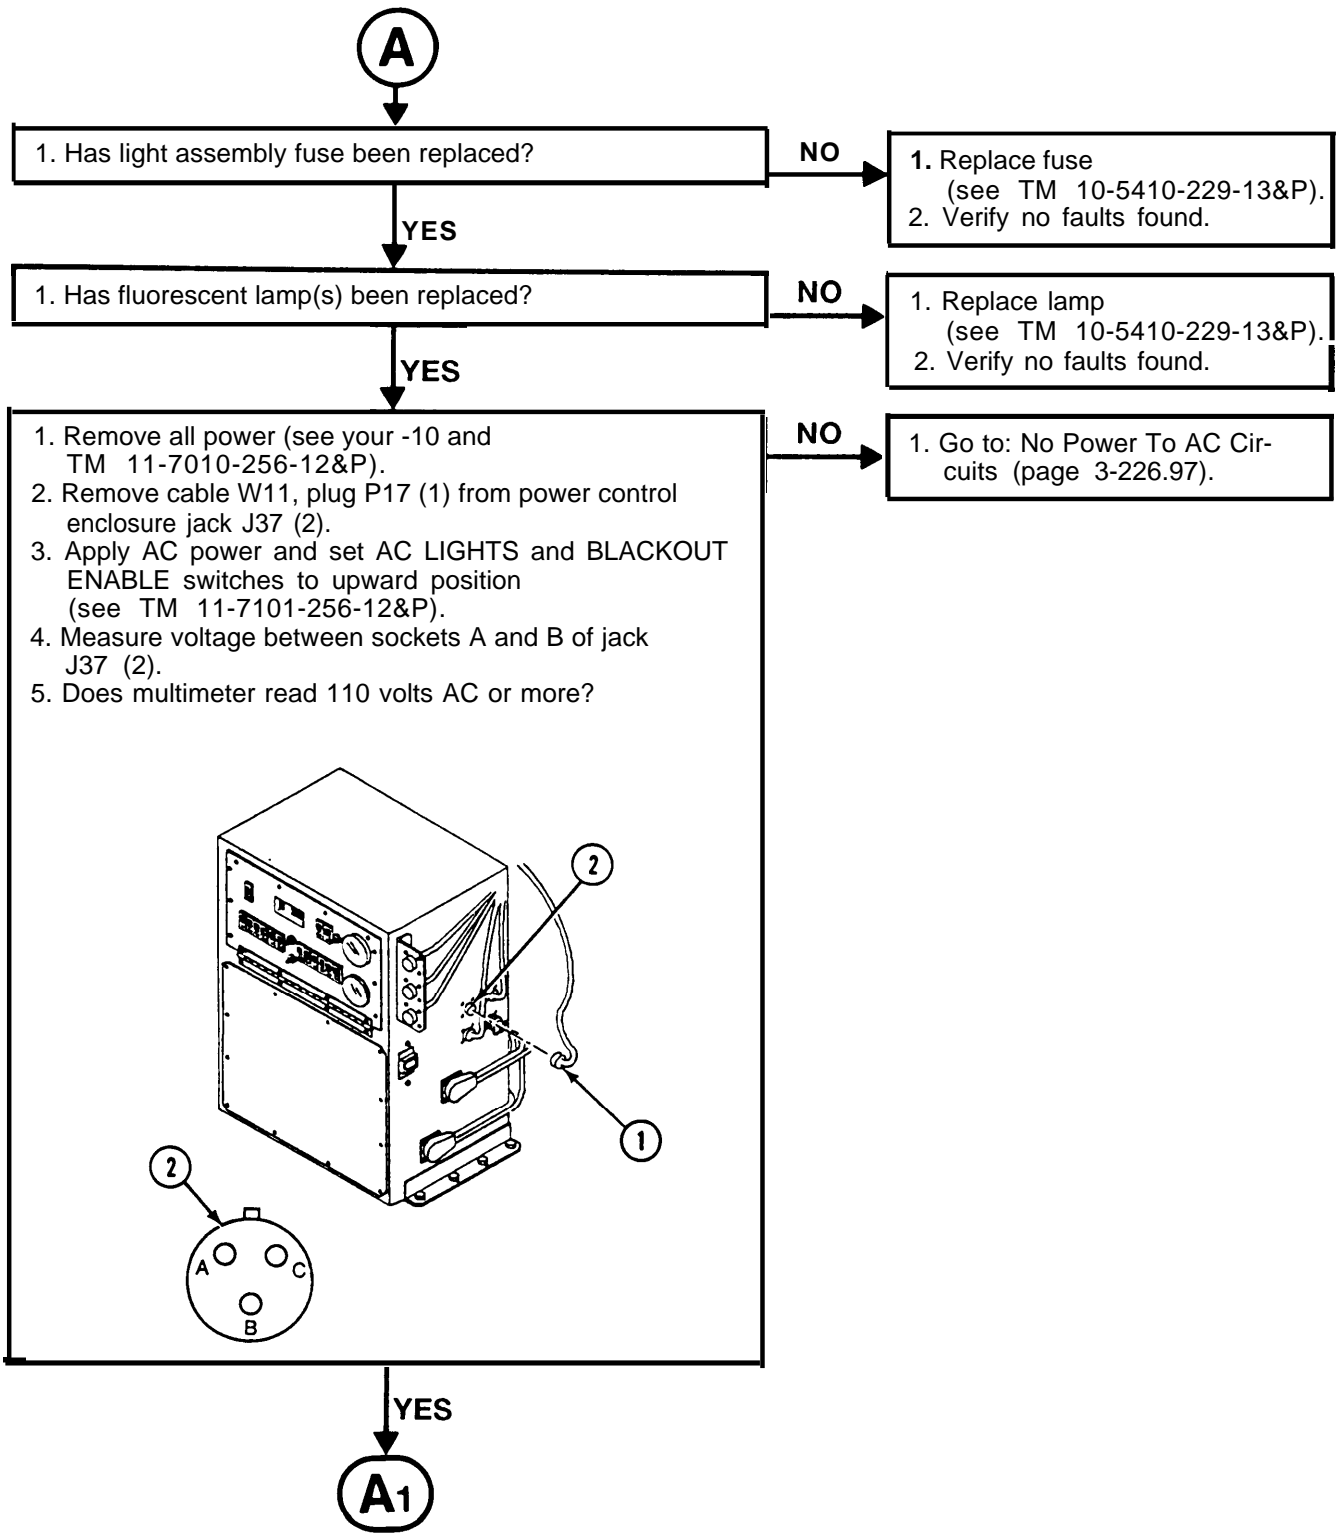 A
1. Has light assembly fuse been replaced?
NO
1. Replace fuse
(see TM 10-5410-229-13&P).
2. Verify no faults found.
YES
1. Has fluorescent lamp(s) been replaced?
NO
1. Replace lamp
(see TM 10-5410-229-13&P).
2. Verify no faults found.
YES
1. Remove all power (see your -10 and
TM 11-7010-256-12&P).
2. Remove cable W11, plug P17 (1) from power control
enclosure jack J37 (2).
3. Apply AC power and set AC LIGHTS and BLACKOUT
ENABLE switches to upward position
(see TM 11-7101-256-12&P).
4. Measure voltage between sockets A and B of jack
J37 (2).
5. Does multimeter read 110 volts AC or more?
NO
1. Go to: No Power To AC Cir-
cuits (page 3-226.97).
2
1
2
A
C
B
YES
A1